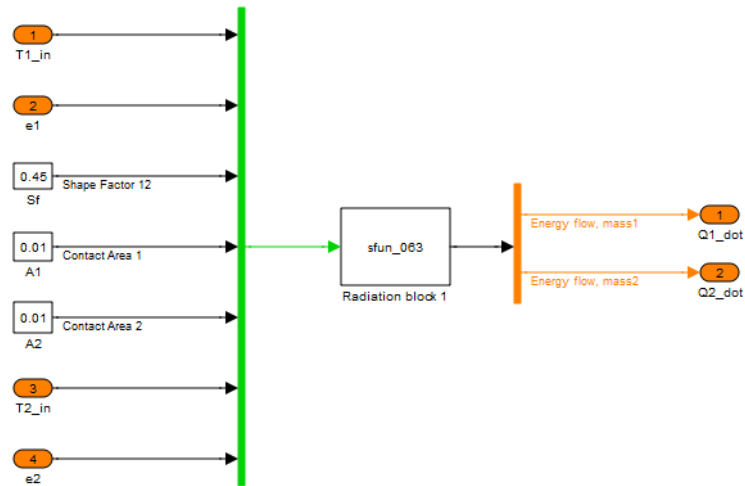 1
T1_in
2
e1
0.45
Shape Factor 12
Sf
0.01
Contact Area 1
A1
0.01
Contact Area 2
A2
3
T2_in
4
e2
sfun_063
Radiation block 1
Energy flow, mass1
1
Q1_dot
Energy flow, mass2
2
Q2_dot